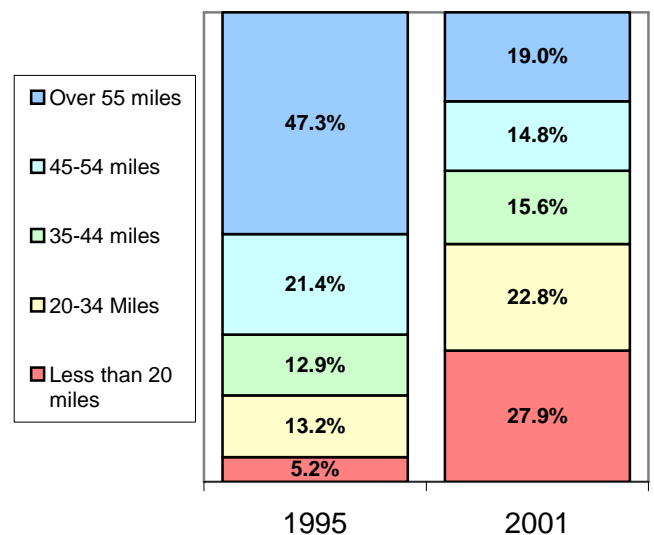 Over 55 miles
45-54 miles
35-44 miles
20-34 Miles
Less than 20
miles
47.3%
21.4%
12.9%
13.2%
5.2%
19.0%
14.8%
15.6%
22.8%
27.9%
1995
2001